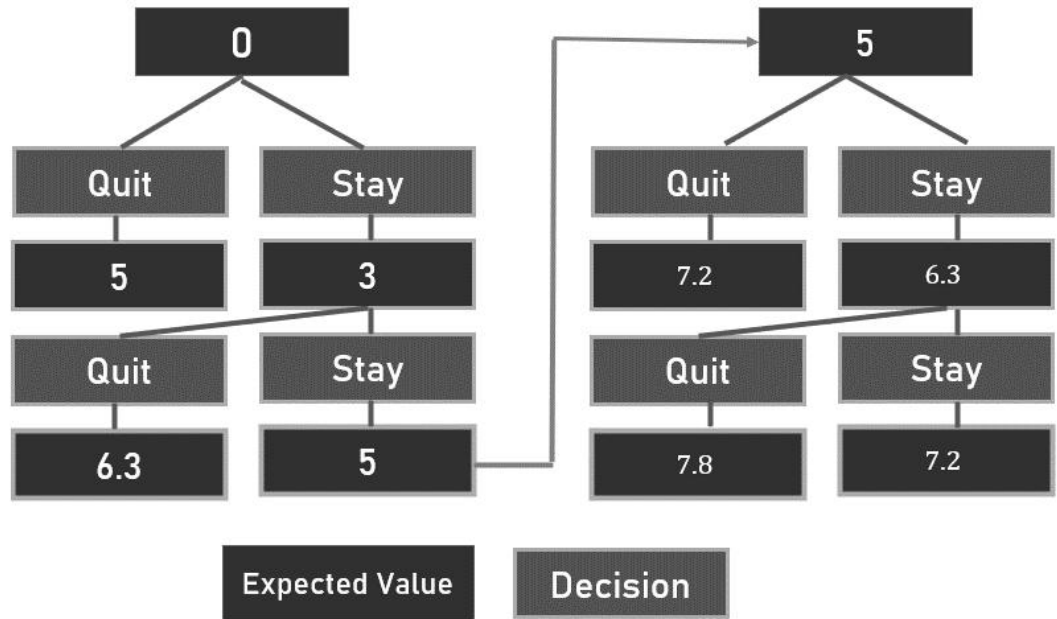 0
5
Quit
Stay
Quit
Stay
5
3
7.2
6.3
Quit
Stay
Quit
Stay
6.3
5
7.8
7.2
Expected Value
Decision